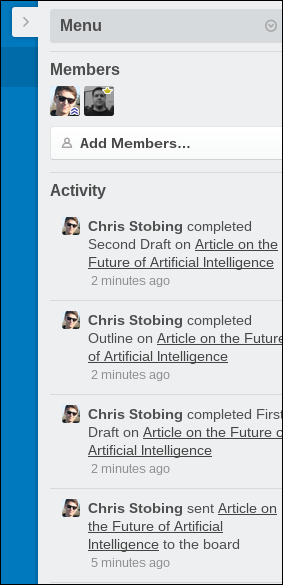 Menu
Members
Add Members…
Activity
Chris Stobing completed
Second Draft on Article on the
Future of Artificial Intelligence
2 minutes ago
Chris Stobing completed
Outline on Article on the Future
of Artificial Intelligence
2 minutes ago
Chris Stobing completed First
Draft on Article on the Future of
Artificial Intelligence
2 minutes ago
Chris Stobing sent Article on
the Future of Artificial
Intelligence to the board
5 minutes ago